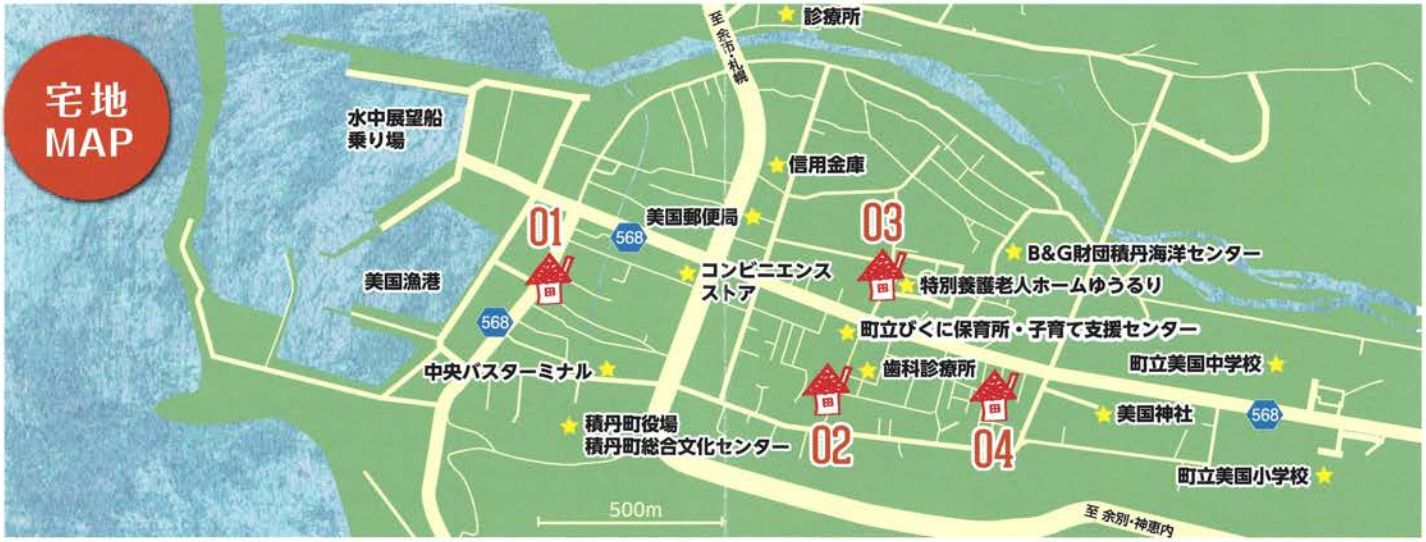 宅地
MAP
至 余市・札幌
診療所
水中展望船
乗り場
信用金庫
美国郵便局
01
568
03
B&G財団積丹海洋センター
コンビニエンス
ストア
特別養護老人ホームゆうるり
美国漁港
568
町立びくに保育所・子育て支援センター
中央バスターミナル
歯科診療所
町立美国中学校
美国神社
568
積丹町役場
積丹町総合文化センター
02
04
町立美国小学校
500m
至 余別・神恵内